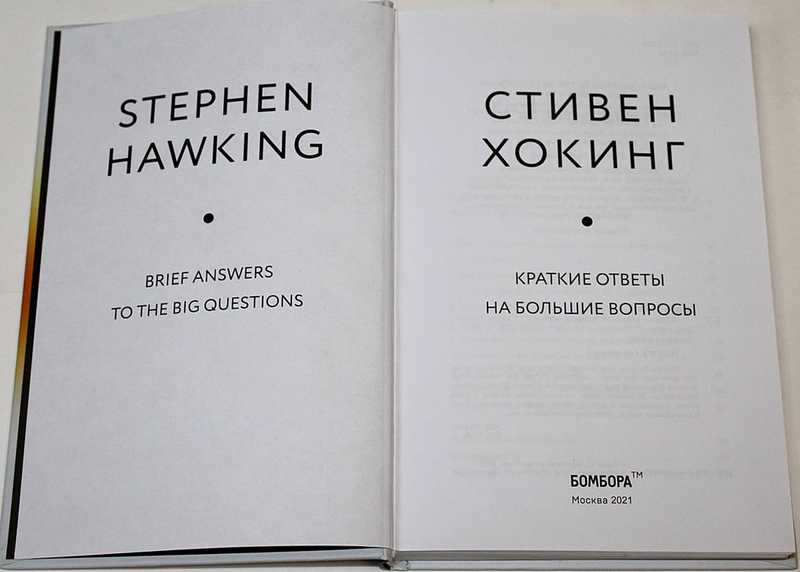 STEPHEN
HAWKING
•
BRIEF ANSWERS
TO THE BIG QUESTIONS
СТИВЕН
ХОКИНГ
•
КРАТКИЕ ОТВЕТЫ
НА БОЛЬШИЕ ВОПРОСЫ
БОМБОРА™
Москва 2021